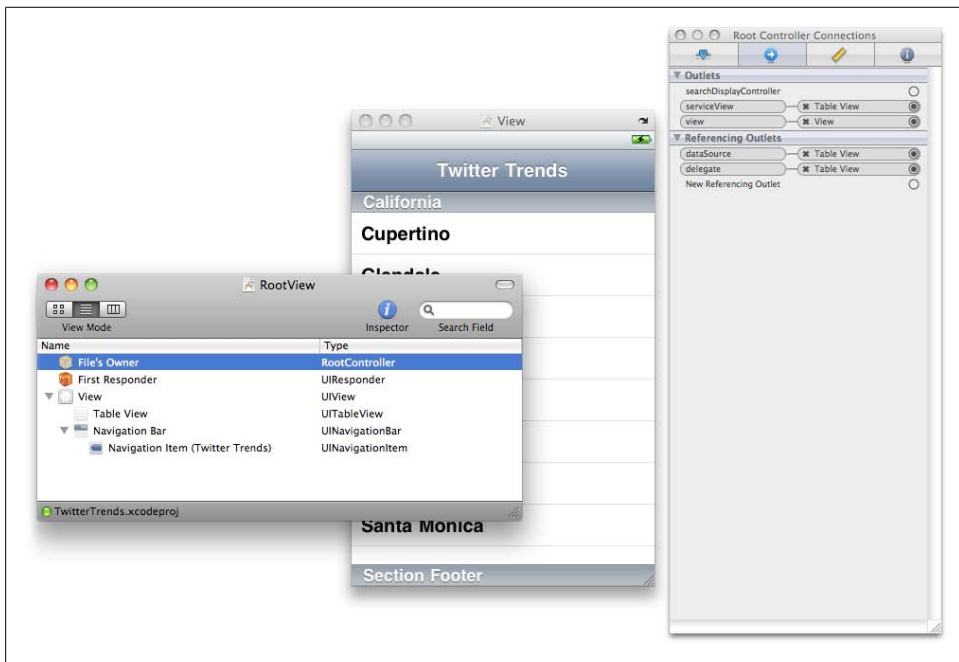 Root Controller Connections
Outlets
searchDisplayController
serviceView
Table View
view
View
Referencing Outlets
dataSource
Table View
delegate
Table View
New Referencing Outlet
View
Twitter Trends
California
Cupertino
Glendale
Santa Monica
Section Footer
RootView
View Mode
Inspector
Search Field
Name Type
File's Owner RootController
First Responder UIResponder
View UIView
Table View UITableView
Navigation Bar UINavigationBar
Navigation Item (Twitter Trends) UINavigationItem
TwitterTrends.xcodeproj